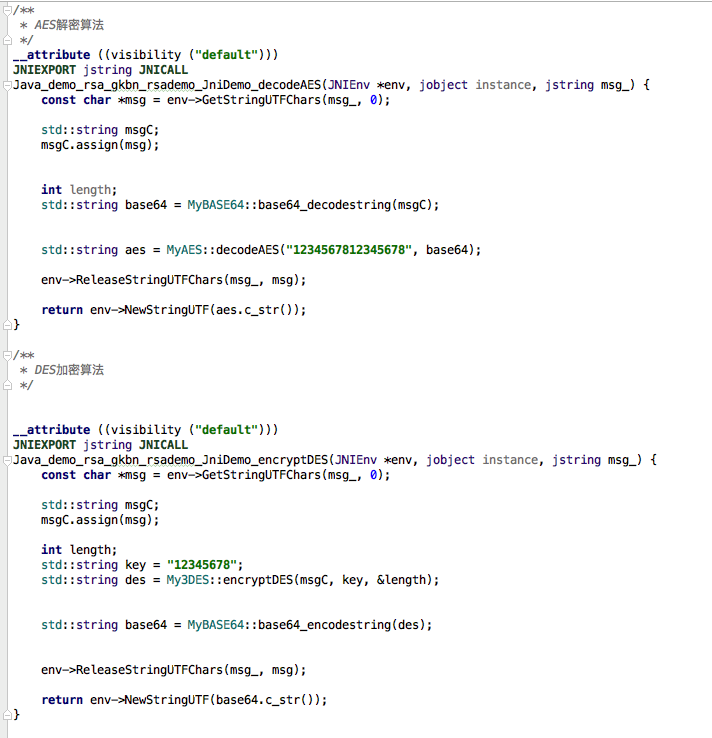 /**
 * AES解密算法
 */
__attribute ((visibility ("default")))
JNIEXPORT jstring JNICALL
Java_demo_rsa_gkbn_rsademo_JniDemo_decodeAES(JNIEnv *env, jobject instance, jstring msg_) {
    const char *msg = env->GetStringUTFChars(msg_, 0);
    std::string msgC;
    msgC.assign(msg);
    int length;
    std::string base64 = MyBASE64::base64_decodestring(msgC);
    std::string aes = MyAES::decodeAES("1234567812345678", base64);
    env->ReleaseStringUTFChars(msg_, msg);
    return env->NewStringUTF(aes.c_str());
}
/**
 * DES加密算法
 */
__attribute ((visibility ("default")))
JNIEXPORT jstring JNICALL
Java_demo_rsa_gkbn_rsademo_JniDemo_encryptDES(JNIEnv *env, jobject instance, jstring msg_) {
    const char *msg = env->GetStringUTFChars(msg_, 0);
    std::string msgC;
    msgC.assign(msg);
    int length;
    std::string key = "12345678";
    std::string des = My3DES::encryptDES(msgC, key, &length);
    std::string base64 = MyBASE64::base64_encodestring(des);
    env->ReleaseStringUTFChars(msg_, msg);
    return env->NewStringUTF(base64.c_str());
}